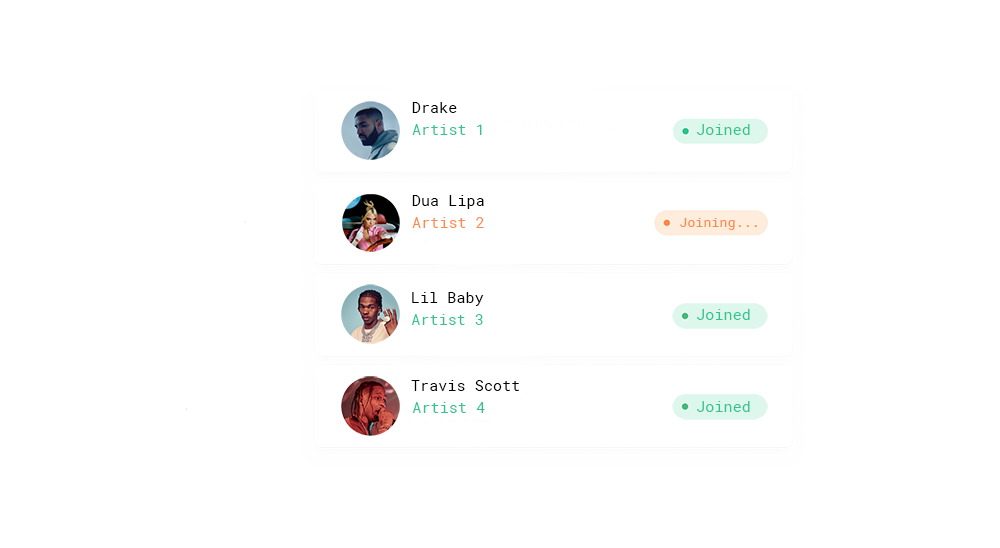 Drake
Artist 1
Joined
Dua Lipa
Artist 2
Joining...
Lil Baby
Artist 3
Joined
Travis Scott
Artist 4
Joined